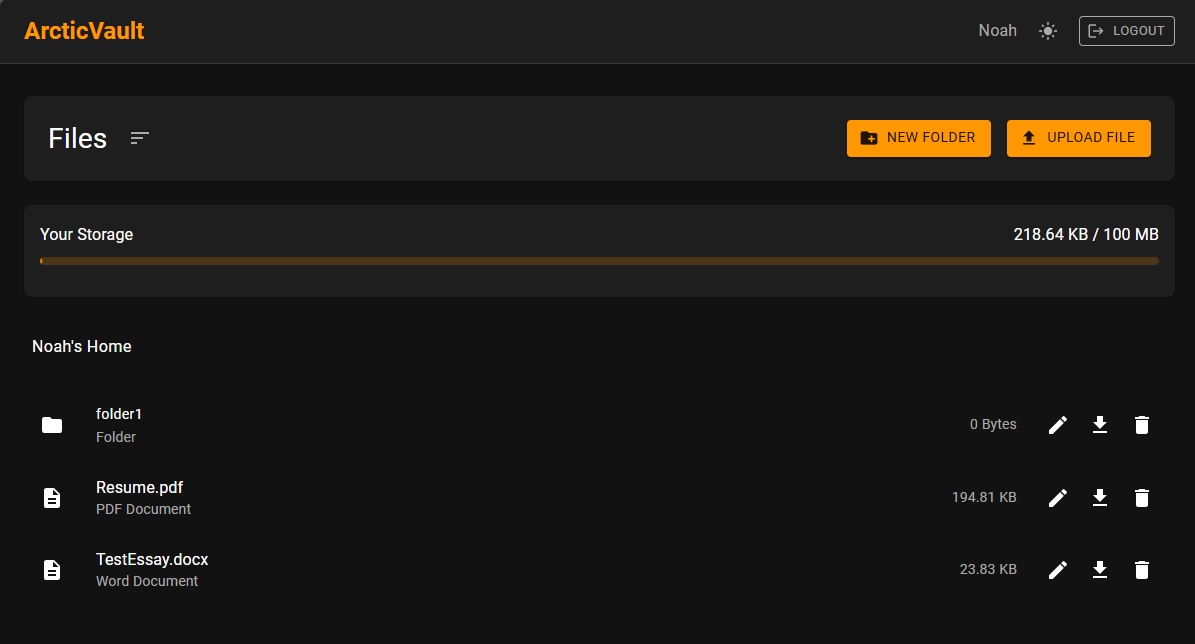 ArcticVault
Noah
LOGOUT
Files
NEW FOLDER
UPLOAD FILE
Your Storage
218.64 KB / 100 MB
Noah's Home
folder1
Folder
0 Bytes
Resume.pdf
PDF Document
194.81 KB
TestEssay.docx
Word Document
23.83 KB